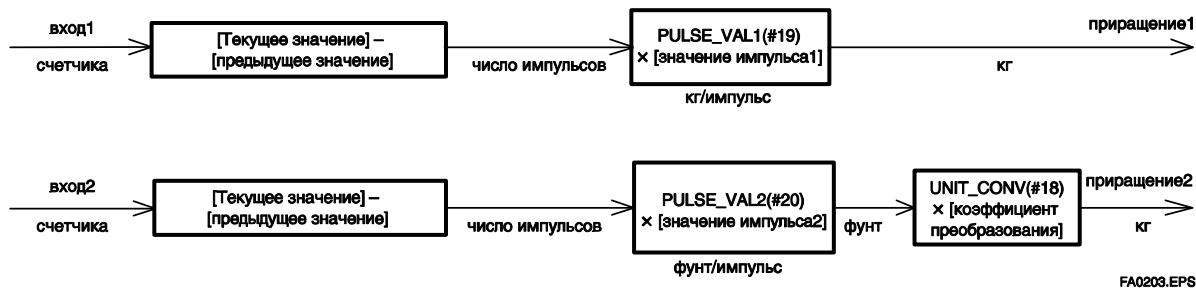 вход1
счетчика
[Текущее значение] –
[предыдущее значение]
число импульсов
PULSE_VAL1(#19)
× [значение импульса1]
кг/импульс
кг
приращение1
вход2
счетчика
[Текущее значение] –
[предыдущее значение]
число импульсов
PULSE_VAL2(#20)
× [значение импульса2]
фунт/импульс
фунт
UNIT_CONV(#18)
× [коэффициент
преобразования]
приращение2
кг
FA0203.EPS